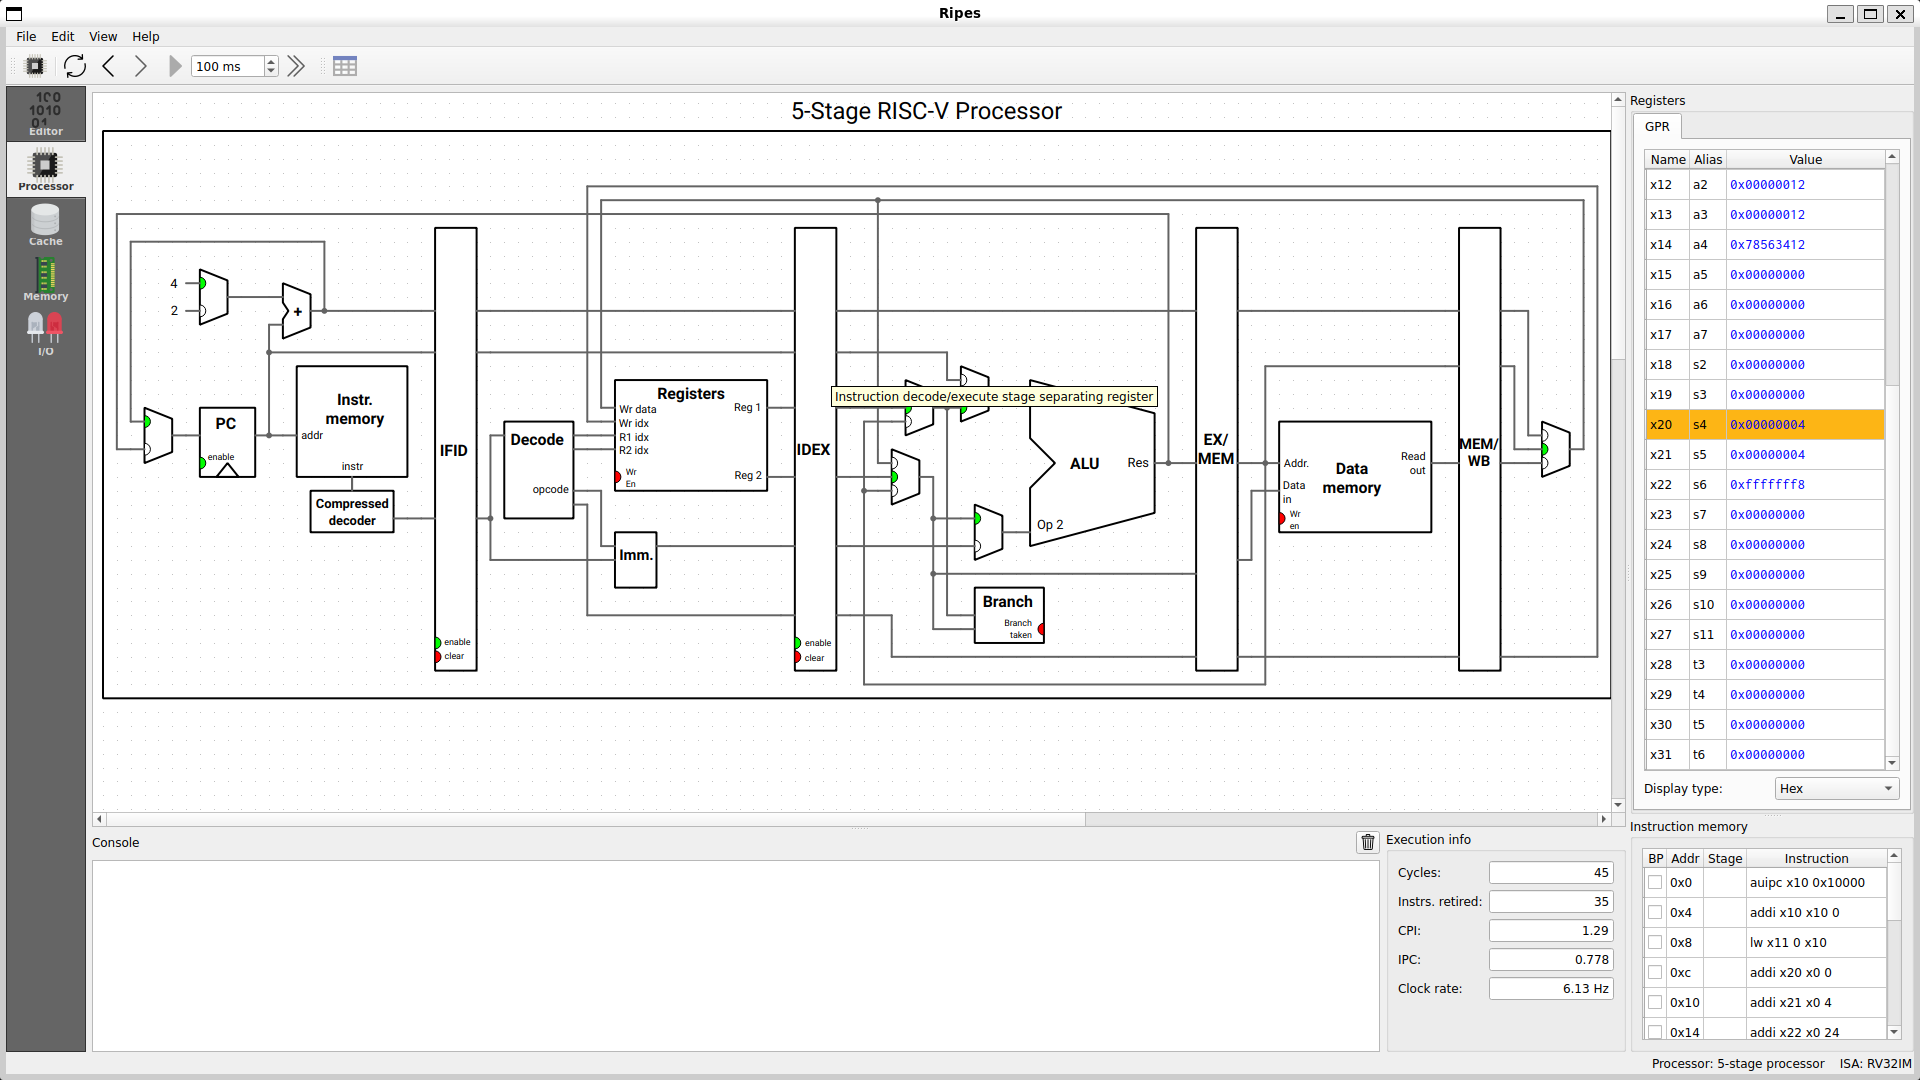 Ripes
File Edit View Help
100 ms
Editor
Processor
Cache
Memory
I/O
5-Stage RISC-V Processor
4
2
+
PC
enable
Instr.
memory
addr
instr
Compressed
decoder
IFID
enable
clear
Decode
opcode
Registers
Wr data
Wr idx
R1 idx
R2 idx
Wr
En
Reg 1
Reg 2
Imm.
IDEX
enable
clear
Instruction decode/execute stage separating register
ALU
Res
Op 2
Branch
Branch
taken
EX/
MEM
Data
memory
Addr.
Data
in
Wr
en
Read
out
MEM/
WB
Registers
GPR
Name Alias Value
x12 a2 0x00000012
x13 a3 0x00000012
x14 a4 0x78563412
x15 a5 0x00000000
x16 a6 0x00000000
x17 a7 0x00000000
x18 s2 0x00000000
x19 s3 0x00000000
x20 s4 0x00000004
x21 s5 0x00000004
x22 s6 0xfffffff8
x23 s7 0x00000000
x24 s8 0x00000000
x25 s9 0x00000000
x26 s10 0x00000000
x27 s11 0x00000000
x28 t3 0x00000000
x29 t4 0x00000000
x30 t5 0x00000000
x31 t6 0x00000000
Display type: Hex
Console
Execution info
Cycles: 45
Instrs. retired: 35
CPI: 1.29
IPC: 0.778
Clock rate: 6.13 Hz
Instruction memory
BP Addr Stage Instruction
0x0 auipc x10 0x10000
0x4 addi x10 x10 0
0x8 lw x11 0 x10
0xc addi x20 x0 0
0x10 addi x21 x0 4
0x14 addi x22 x0 24
Processor: 5-stage processor ISA: RV32IM